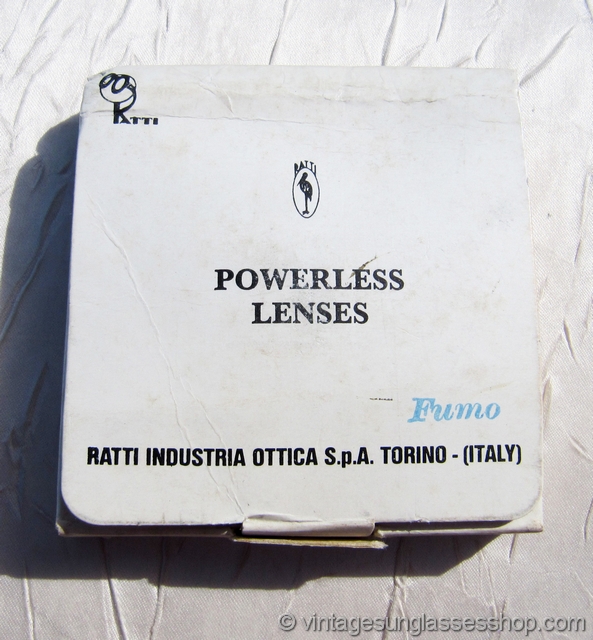 RATTI
RATTI
POWERLESS
LENSES
Fumo
RATTI INDUSTRIA OTTICA S.p.A. TORINO - (ITALY)
© vintagesunglassesshop.com